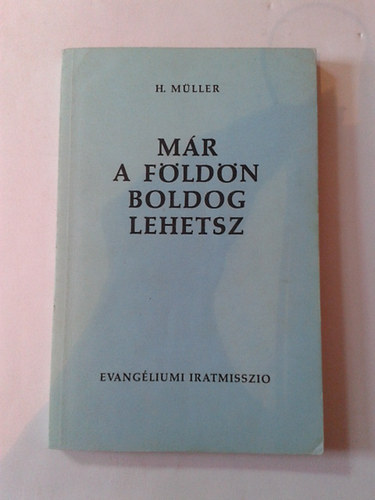 H. MÜLLER
MÁR
A FÖLDÖN
BOLDOG
LEHETSZ
EVANGÉLIUMI IRATMISSZIO